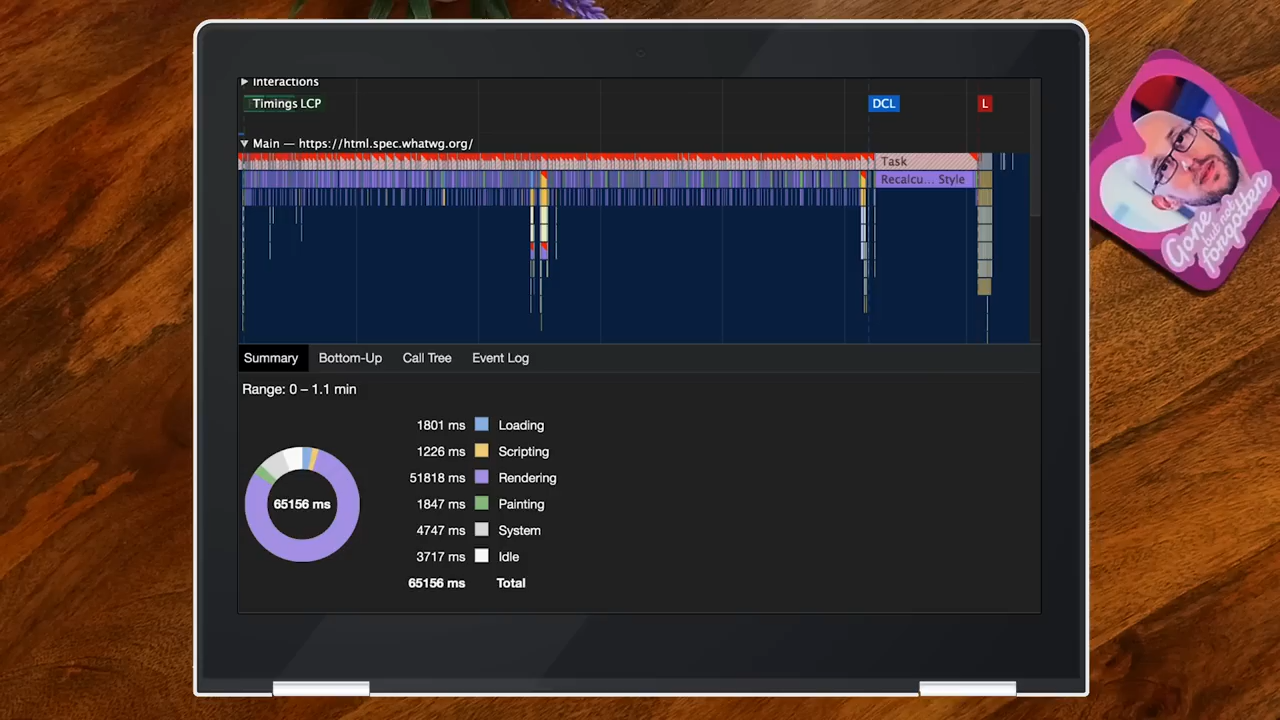 Interactions
Timings LCP
DCL
L
Main — https://html.spec.whatwg.org/
Task
Recalcu... Style
Summary
Bottom-Up
Call Tree
Event Log
Range: 0 – 1.1 min
1801 ms Loading
1226 ms Scripting
51818 ms Rendering
65156 ms
1847 ms Painting
4747 ms System
3717 ms Idle
65156 ms Total
Gone
but not
forgotten